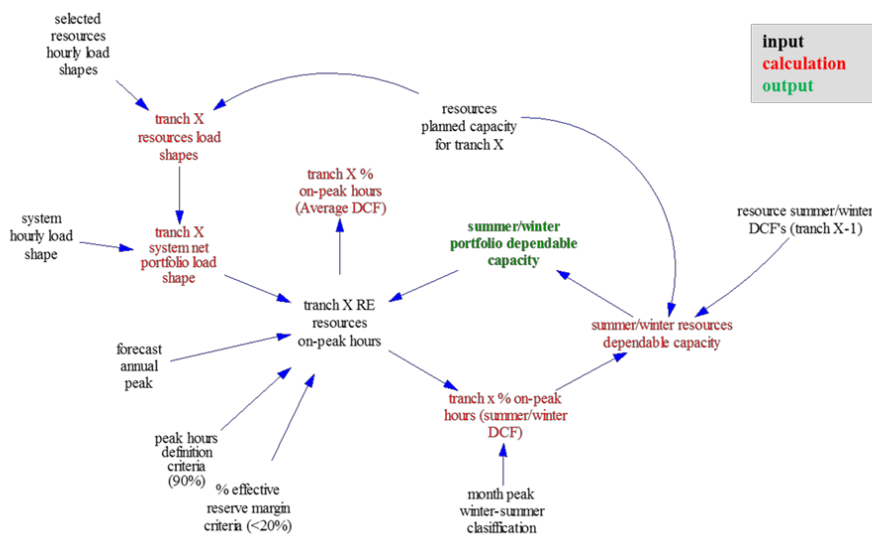 selected
resources
hourly load
shapes
input
calculation
output
resources
planned capacity
for tranch X
tranch X
resources load
shapes
tranch X %
on-peak hours
(Average DCF)
system
hourly load
shape
tranch X
system net
portfolio load
shape
summer/winter
portfolio dependable
capacity
resource summer/winter
DCF's (tranch X-1)
tranch X RE
resources
on-peak hours
summer/winter resources
dependable capacity
forecast
annual
peak
tranch x % on-peak
hours (summer/winter
DCF)
peak hours
definition
criteria
(90%)
% effective
reserve margin
criteria (<20%)
month peak
winter-summer
clasiffication